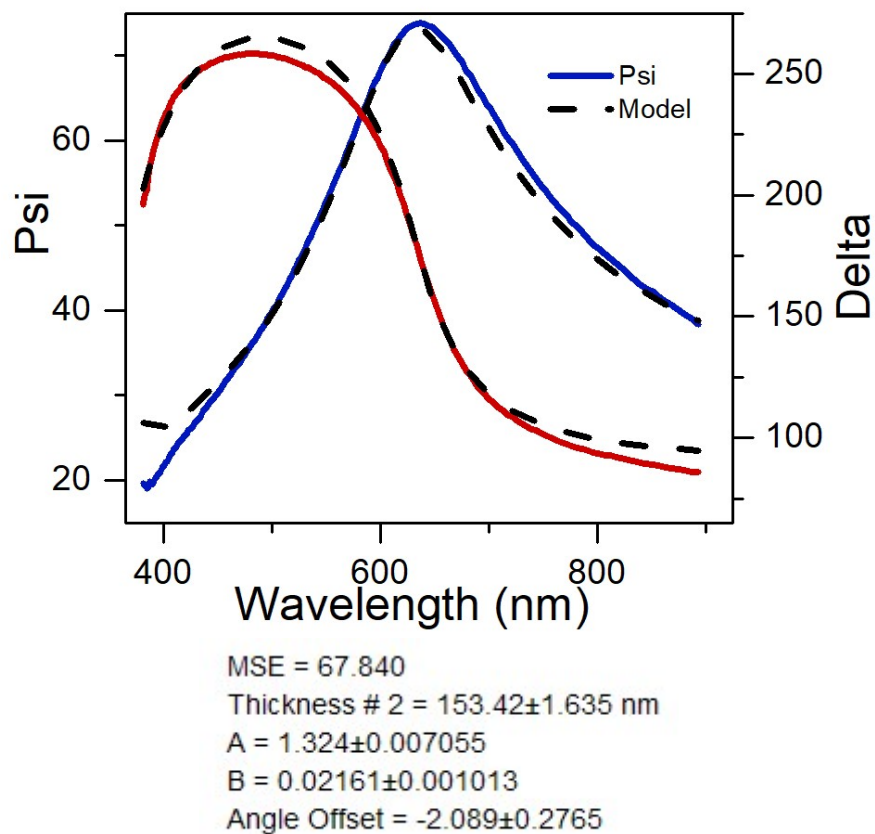 Psi
Model
60
40
20
250
200
150
100
Psi
Delta
400
600
800
Wavelength (nm)
MSE = 67.840
Thickness # 2 = 153.42±1.635 nm
A = 1.324±0.007055
B = 0.02161±0.001013
Angle Offset = -2.089±0.2765